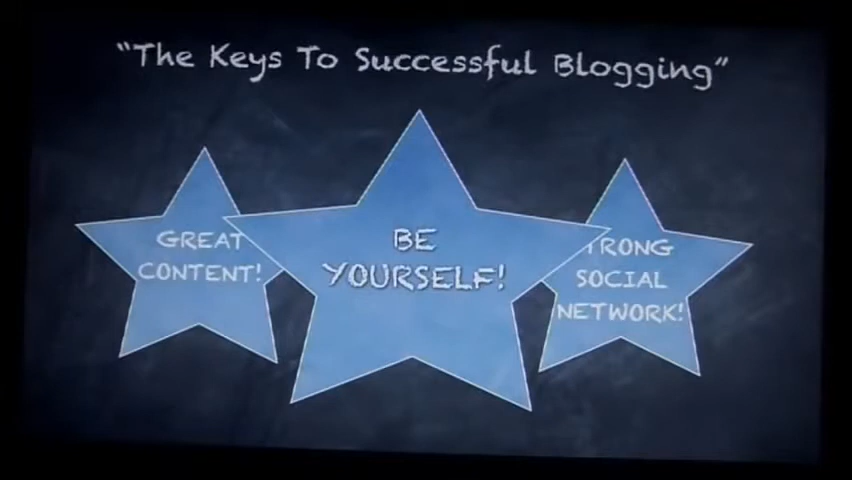 "The Keys To Successful Blogging"
GREAT
CONTENT!
BE
YOURSELF!
TRONG
SOCIAL
NETWORK!